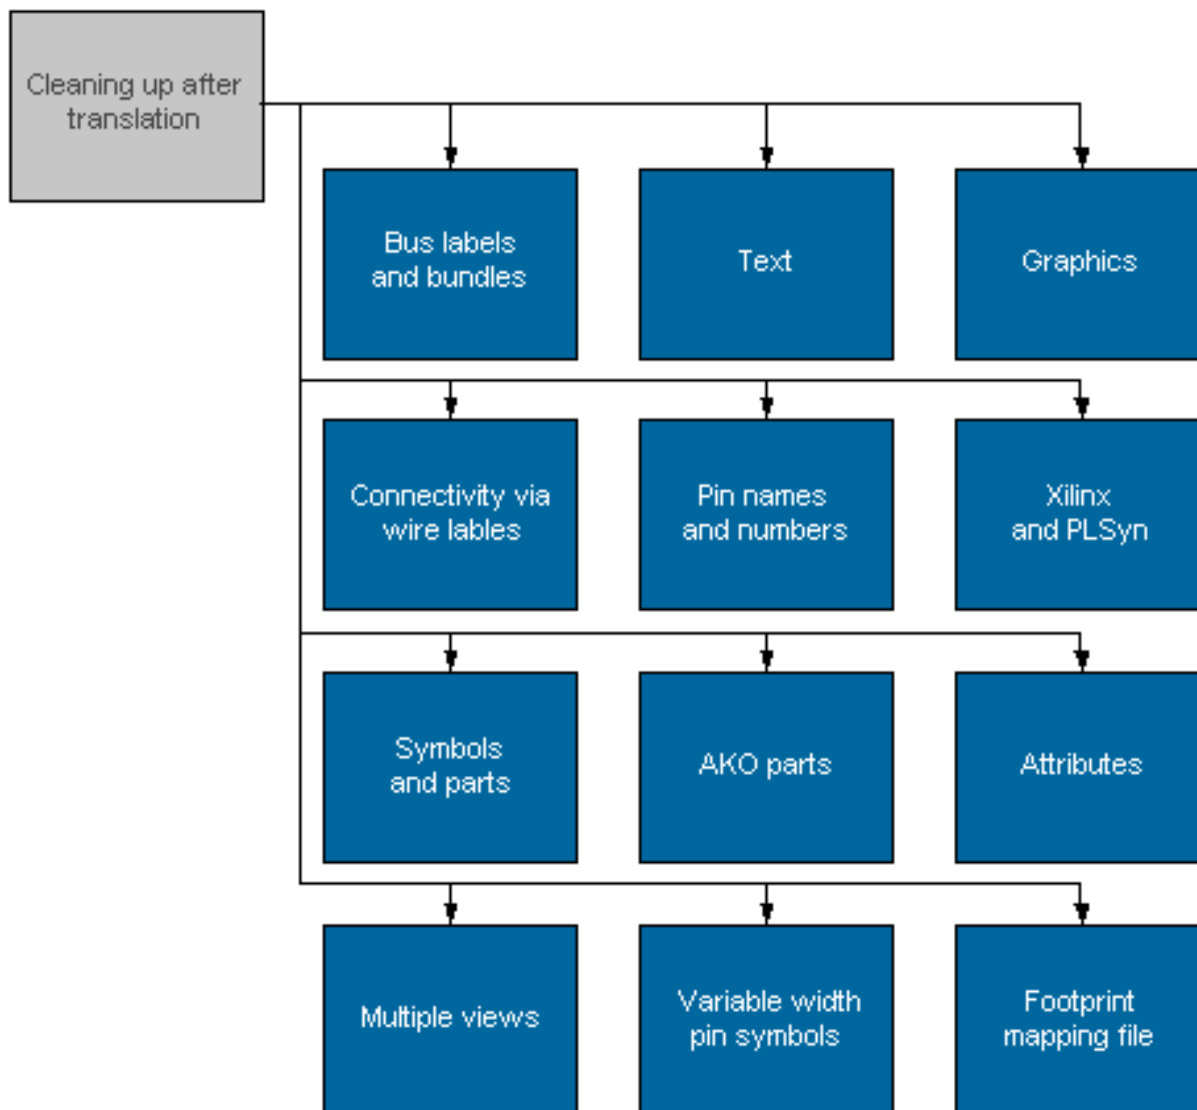 Cleaning up after
translation
Bus labels
and bundles
Text
Graphics
Connectivity via
wire lables
Pin names
and numbers
Xilinx
and PLSyn
Symbols
and parts
AKO parts
Attributes
Multiple views
Variable width
pin symbols
Footprint
mapping file